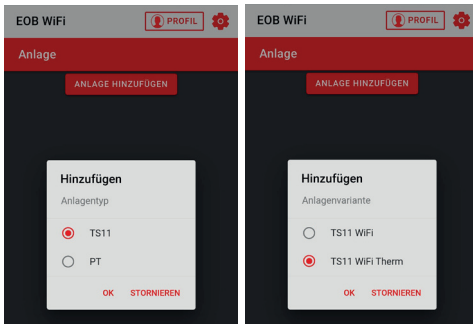 EOB WiFi
PROFIL
Anlage
ANLAGE HINZUFÜGEN
Hinzufügen
Anlagentyp
TS11
PT
OK STORNIEREN
EOB WiFi
PROFIL
Anlage
ANLAGE HINZUFÜGEN
Hinzufügen
Anlagenvariante
TS11 WiFi
TS11 WiFi Therm
OK STORNIEREN